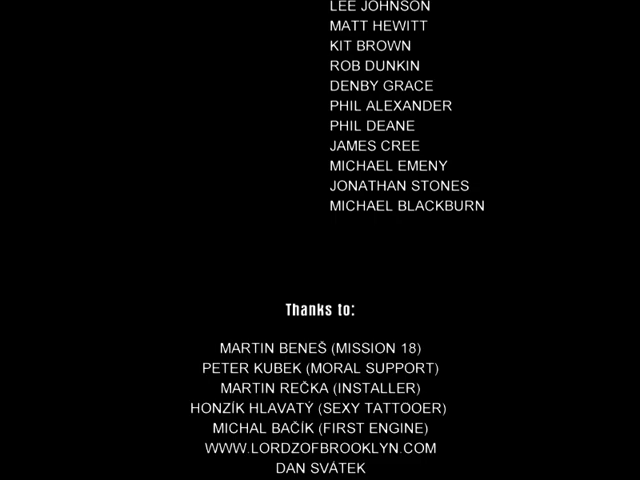 LEE JOHNSON
MATT HEWITT
KIT BROWN
ROB DUNKIN
DENBY GRACE
PHIL ALEXANDER
PHIL DEANE
JAMES CREE
MICHAEL EMENY
JONATHAN STONES
MICHAEL BLACKBURN
Thanks to:
MARTIN BENEŠ (MISSION 18)
PETER KUBEK (MORAL SUPPORT)
MARTIN REČKA (INSTALLER)
HONZÍK HLAVATÝ (SEXY TATTOOER)
MICHAL BAČÍK (FIRST ENGINE)
WWW.LORDZOFBROOKLYN.COM
DAN SVÁTEK